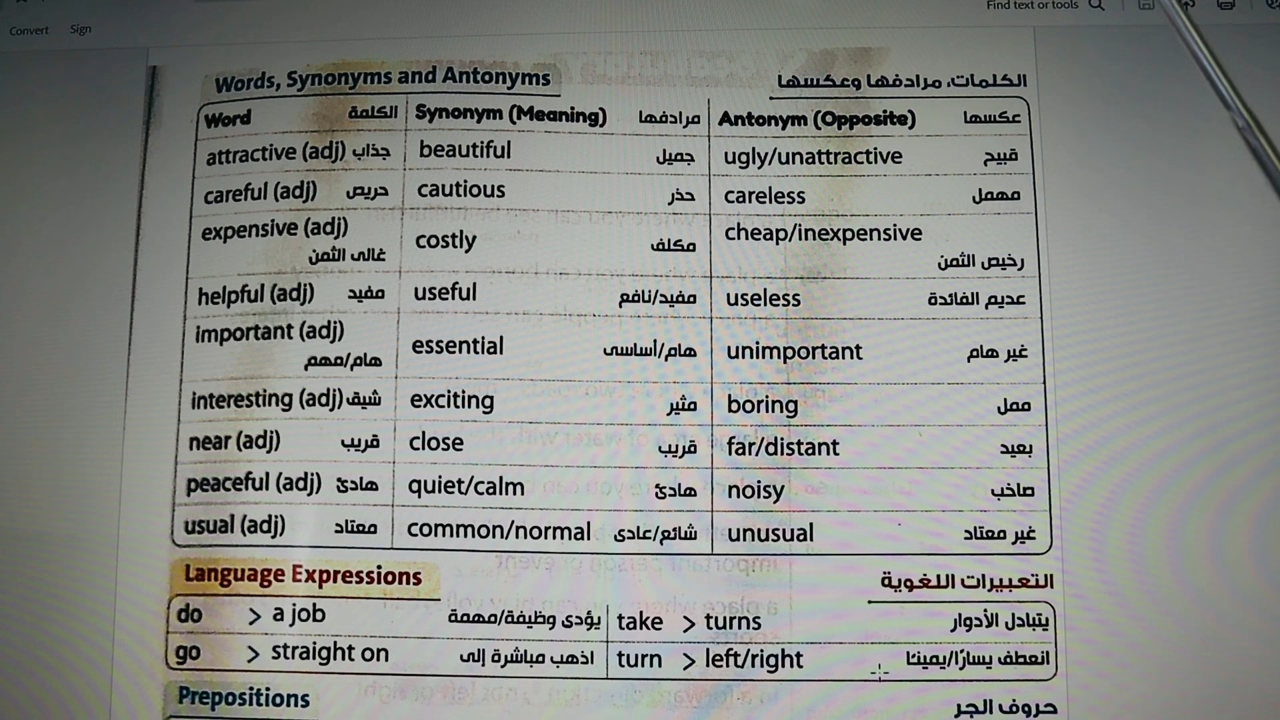 Find text or tools
Convert Sign
Words, Synonyms and Antonyms الكلمات، مرادفها وعكسها
Word الكلمة Synonym (Meaning) مرادفها Antonym (Opposite) عكسها
attractive (adj) جذاب beautiful جميل ugly/unattractive قبيح
careful (adj) حريص cautious حذر careless مهمل
expensive (adj) غالى الثمن costly مكلف cheap/inexpensive رخيص الثمن
helpful (adj) مفيد useful مفيد/نافع useless عديم الفائدة
important (adj) هام/مهم essential هام/أساسى unimportant غير هام
interesting (adj) شيق exciting مثير boring ممل
near (adj) قريب close قريب far/distant بعيد
peaceful (adj) هادئ quiet/calm هادئ noisy صاخب
usual (adj) معتاد common/normal شائع/عادى unusual غير معتاد
Language Expressions التعبيرات اللغوية
do > a job يؤدى وظيفة/مهمة take > turns يتبادل الأدوار
go > straight on اذهب مباشرة إلى turn > left/right انعطف يسارًا/يمينًا
Prepositions حروف الجر